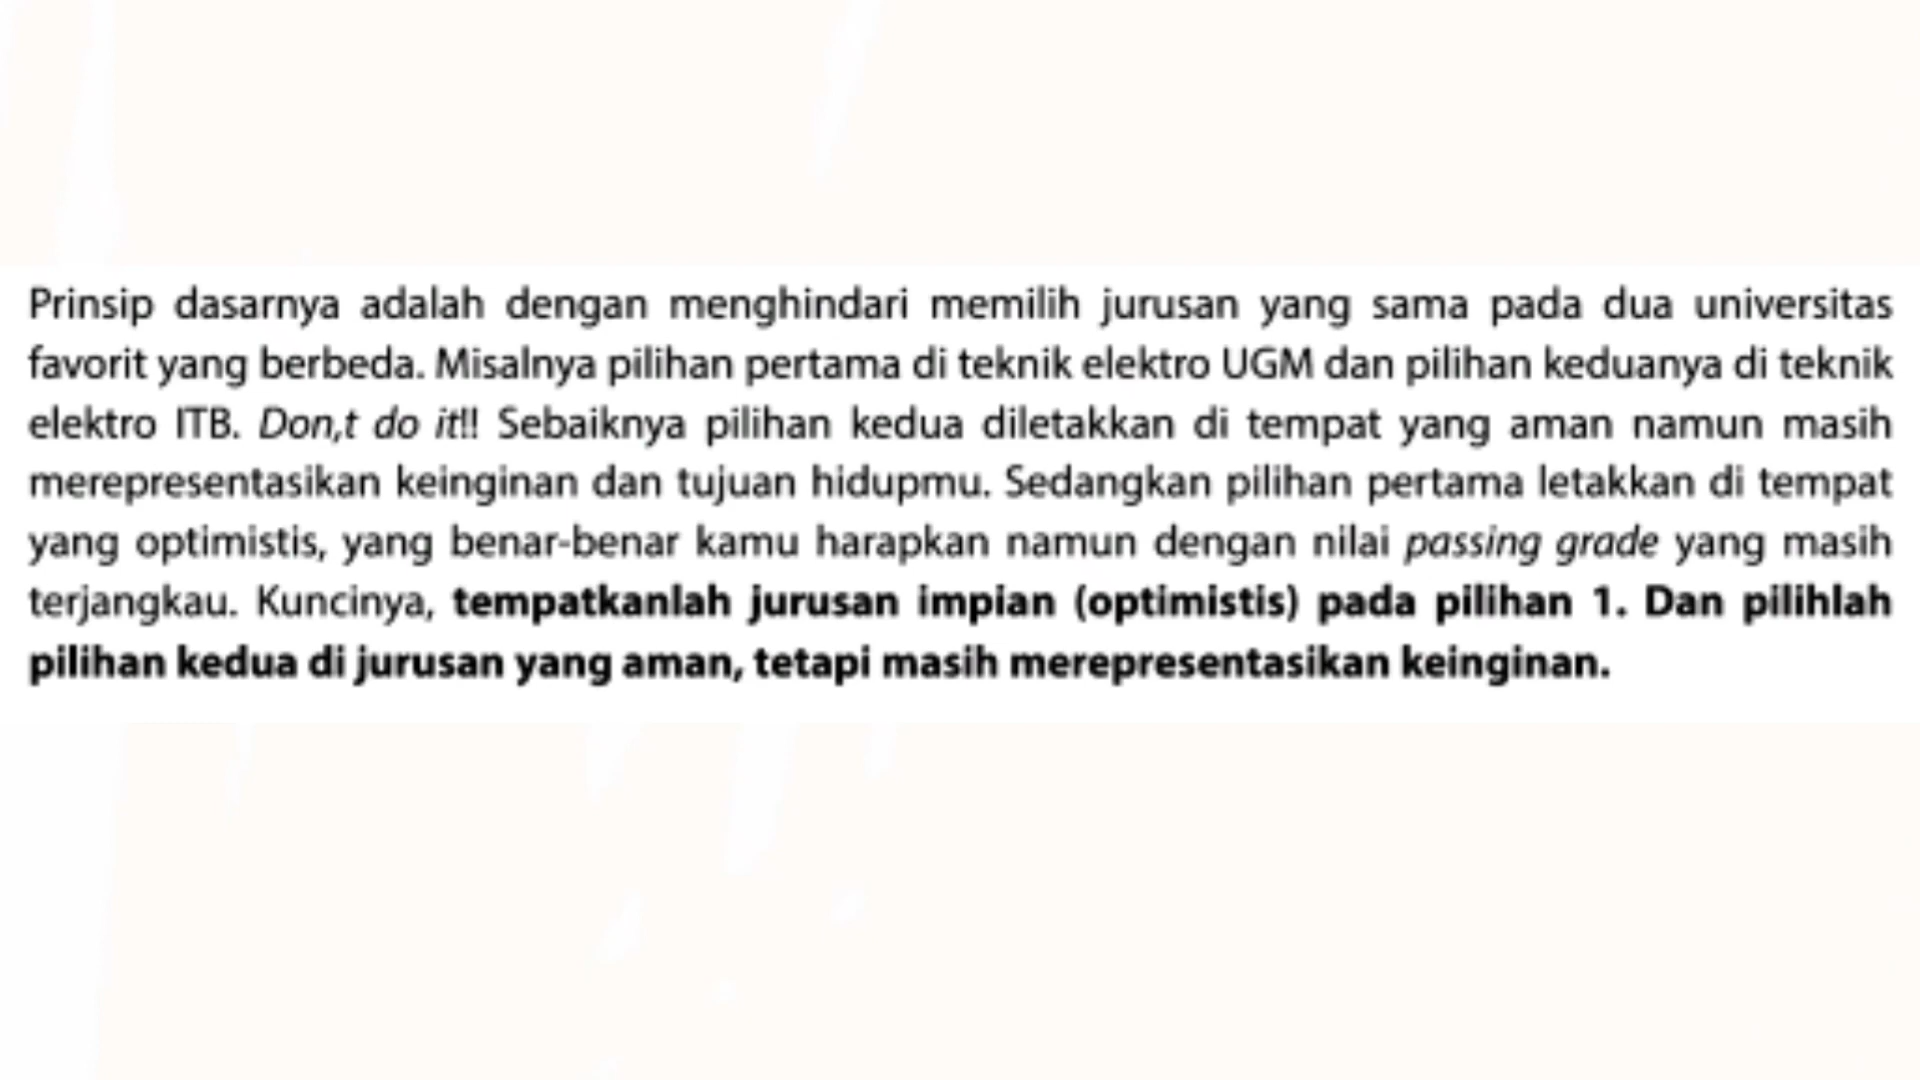 Prinsip dasarnya adalah dengan menghindari memilih jurusan yang sama pada dua universitas
favorit yang berbeda. Misalnya pilihan pertama di teknik elektro UGM dan pilihan keduanya di teknik
elektro ITB. Don,t do it!! Sebaiknya pilihan kedua diletakkan di tempat yang aman namun masih
merepresentasikan keinginan dan tujuan hidupmu. Sedangkan pilihan pertama letakkan di tempat
yang optimistis, yang benar-benar kamu harapkan namun dengan nilai passing grade yang masih
terjangkau. Kuncinya, tempatkanlah jurusan impian (optimistis) pada pilihan 1. Dan pilihlah
pilihan kedua di jurusan yang aman, tetapi masih merepresentasikan keinginan.